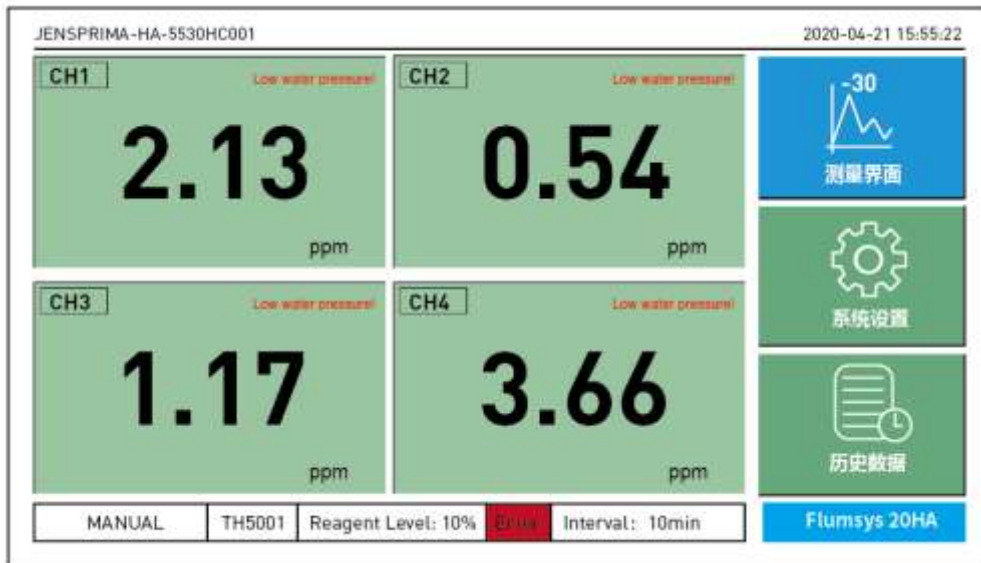 JENSPRIMA-HA-5530HC001 2020-04-21 15:55:22
CH1 Low water pressure!
2.13
ppm
CH2 Low water pressure!
0.54
ppm
CH3 Low water pressure!
1.17
ppm
CH4 Low water pressure!
3.66
ppm
-30
测量界面
系统设置
历史数据
MANUAL TH5001 Reagent Level: 10% Error Interval: 10min
Flumsys 20HA